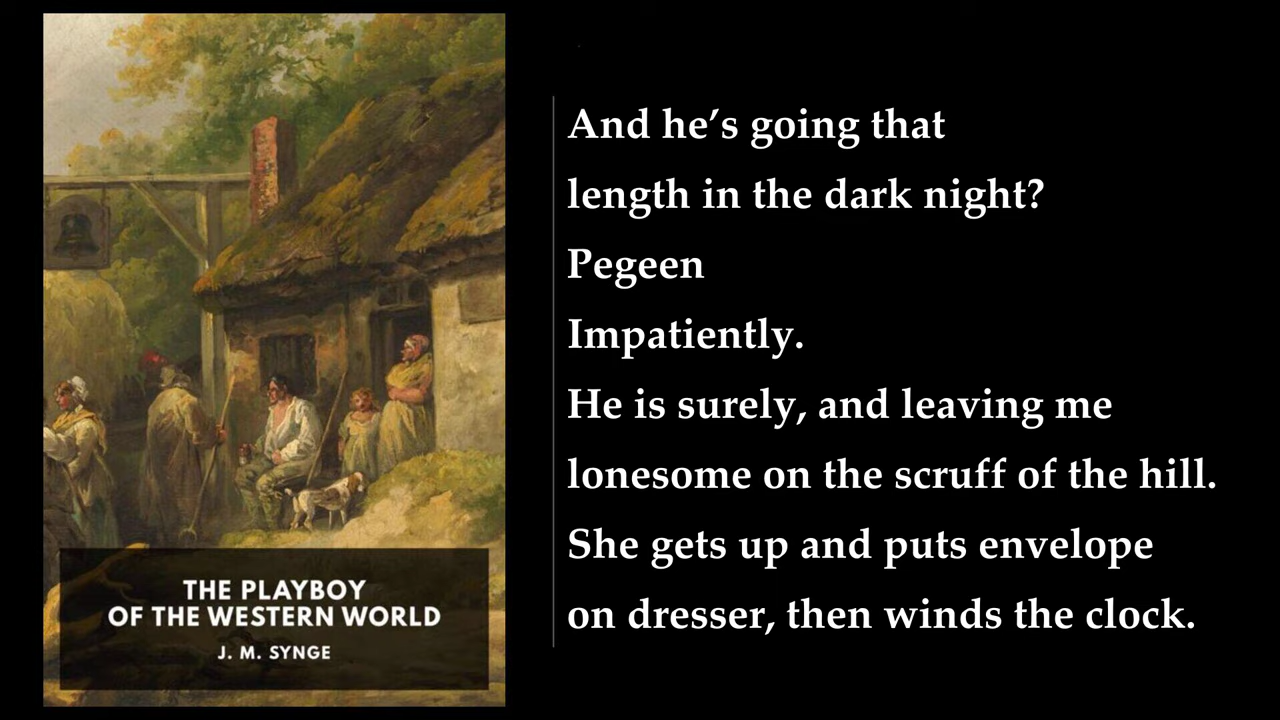 And he’s going that
length in the dark night?
Pegeen
Impatiently.
He is surely, and leaving me
lonesome on the scruff of the hill.
She gets up and puts envelope
on dresser, then winds the clock.
THE PLAYBOY
OF THE WESTERN WORLD
J. M. SYNGE